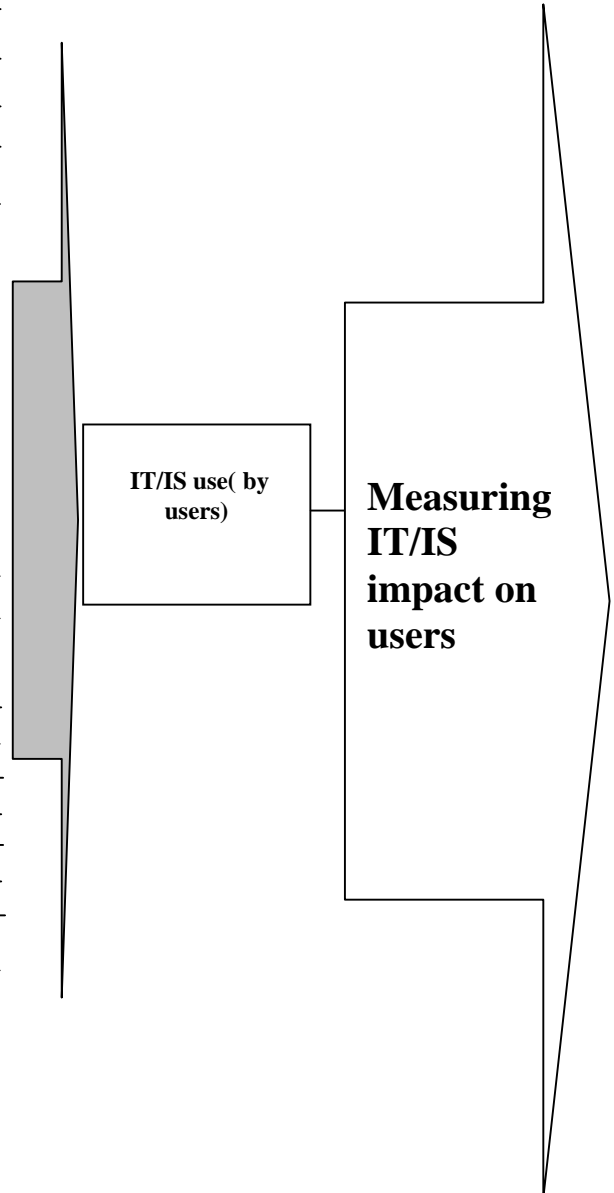 IT/IS use( by
users)
Measuring
IT/IS
impact on
users